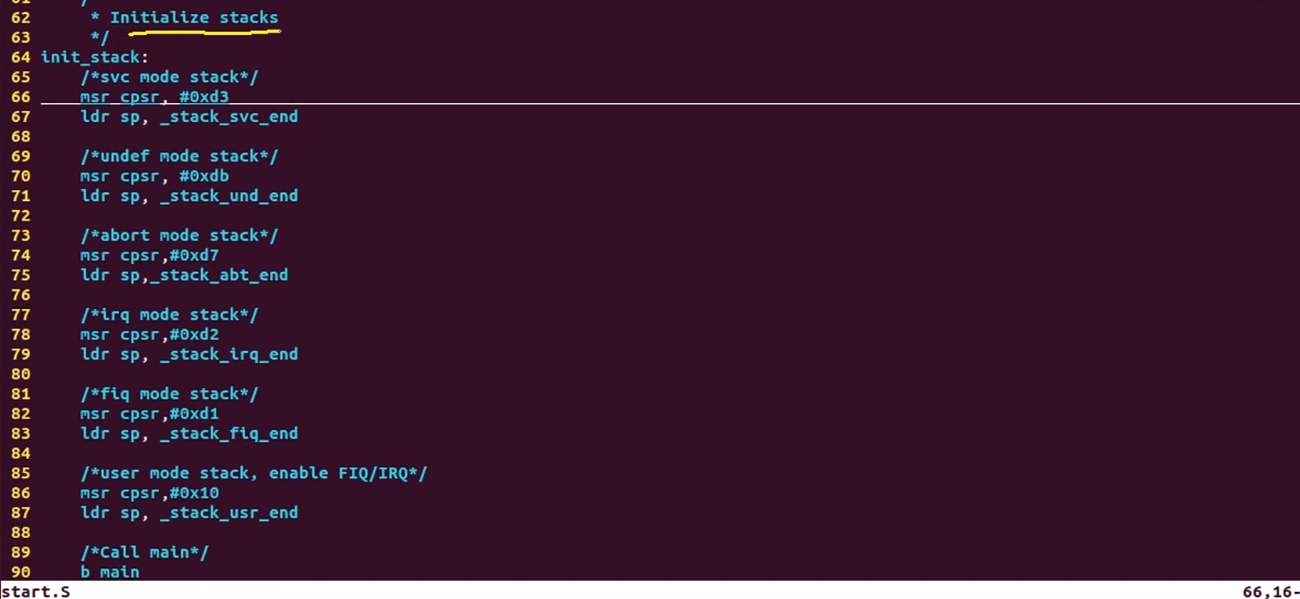 61 /*
62      * Initialize stacks
63      */
64 init_stack:
65     /*svc mode stack*/
66     msr cpsr, #0xd3
67     ldr sp, _stack_svc_end
68
69     /*undef mode stack*/
70     msr cpsr, #0xdb
71     ldr sp, _stack_und_end
72
73     /*abort mode stack*/
74     msr cpsr,#0xd7
75     ldr sp,_stack_abt_end
76
77     /*irq mode stack*/
78     msr cpsr,#0xd2
79     ldr sp, _stack_irq_end
80
81     /*fiq mode stack*/
82     msr cpsr,#0xd1
83     ldr sp, _stack_fiq_end
84
85     /*user mode stack, enable FIQ/IRQ*/
86     msr cpsr,#0x10
87     ldr sp, _stack_usr_end
88
89     /*Call main*/
90     b main
start.S 66,16-